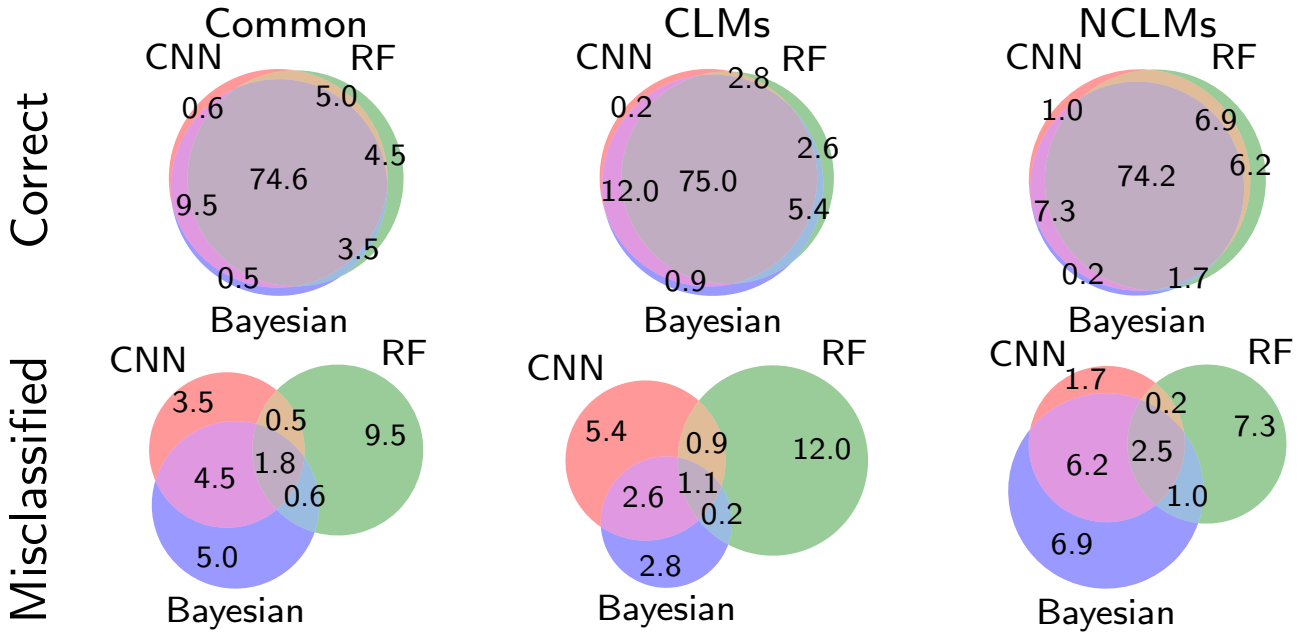 Common
CLMs
NCLMs
CNN
RF
CNN
RF
CNN
RF
Correct
0.6
5.0
4.5
74.6
9.5
3.5
0.5
Bayesian
0.2
2.8
2.6
75.0
12.0
5.4
0.9
Bayesian
1.0
6.9
6.2
74.2
7.3
1.7
0.2
Bayesian
Misclassified
CNN
RF
3.5
0.5
9.5
4.5
1.8
0.6
5.0
Bayesian
CNN
RF
5.4
0.9
12.0
2.6
1.1
0.2
2.8
Bayesian
CNN
RF
1.7
0.2
7.3
6.2
2.5
1.0
6.9
Bayesian